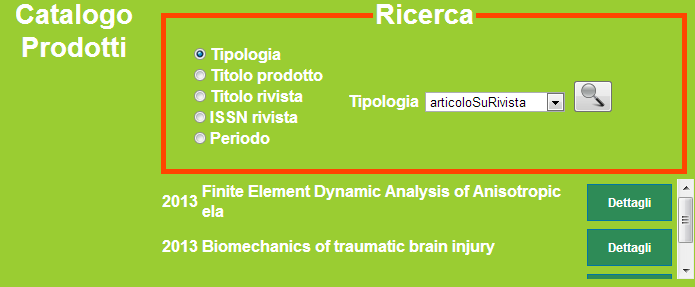 Catalogo
Prodotti
Ricerca
Tipologia
Titolo prodotto
Titolo rivista
ISSN rivista
Periodo
Tipologia articoloSuRivista
2013 Finite Element Dynamic Analysis of Anisotropic
ela
Dettagli
2013 Biomechanics of traumatic brain injury
Dettagli